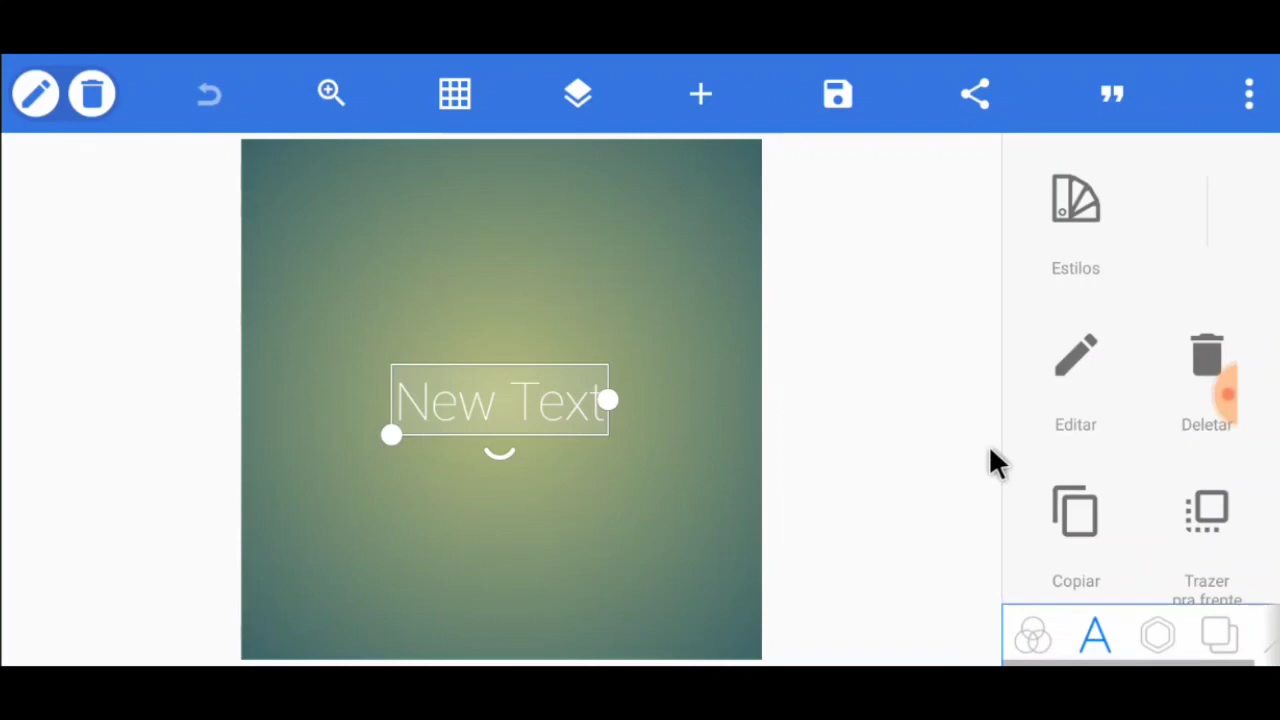 Estilos
New Text
Editar
Deletar
Copiar
Trazer
pra frente